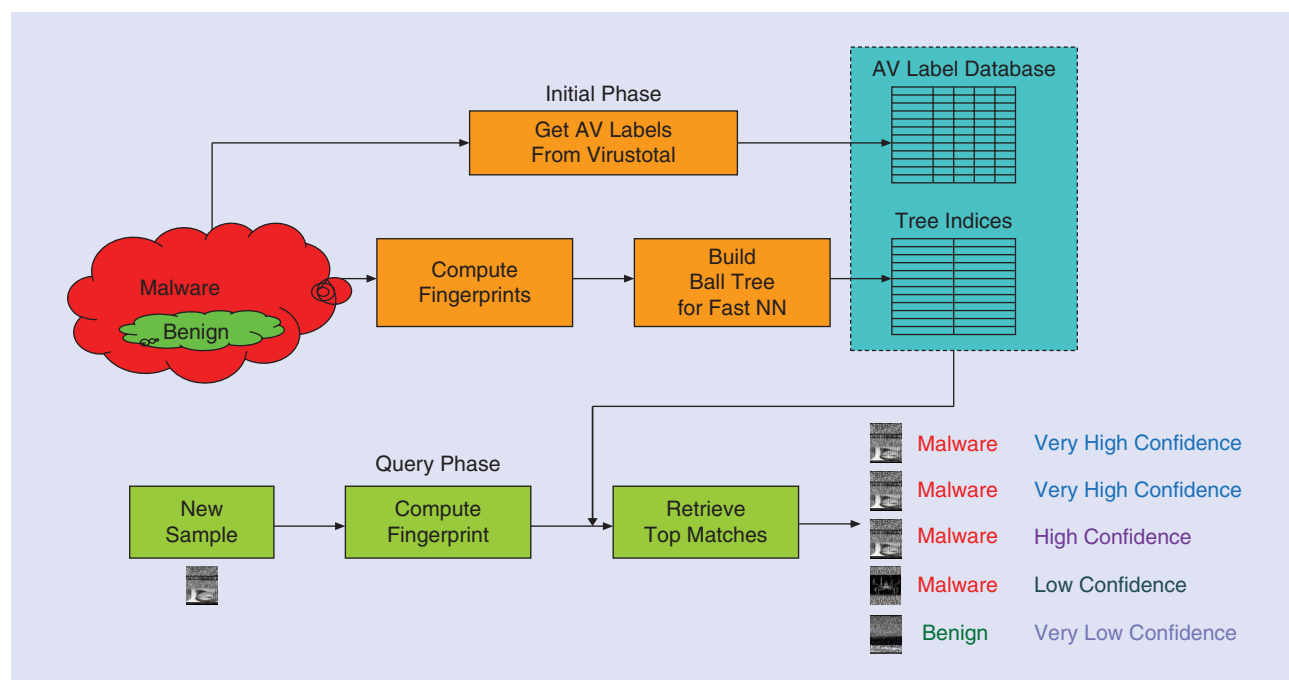 AV Label Database
Initial Phase
Get AV Labels
From Virustotal
Tree Indices
Malware
Benign
Compute
Fingerprints
Build
Ball Tree
for Fast NN
Query Phase
New
Sample
Compute
Fingerprint
Retrieve
Top Matches
Malware Very High Confidence
Malware Very High Confidence
Malware High Confidence
Malware Low Confidence
Benign Very Low Confidence